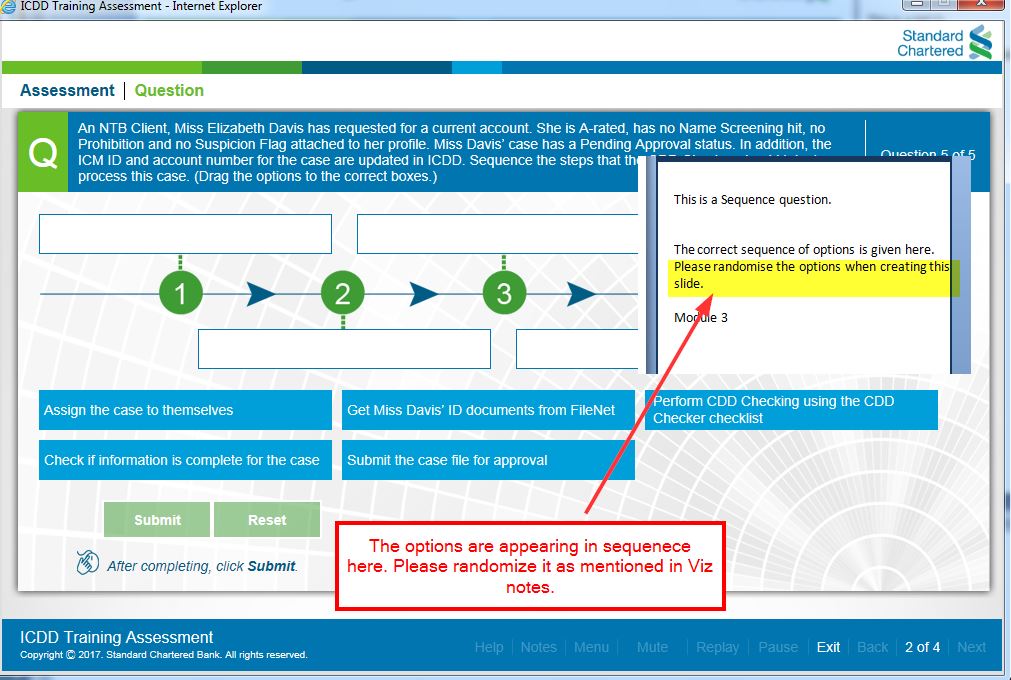 ICDD Training Assessment - Internet Explorer
Standard
Chartered
Assessment | Question
Q
An NTB Client, Miss Elizabeth Davis has requested for a current account. She is A-rated, has no Name Screening hit, no
Prohibition and no Suspicion Flag attached to her profile. Miss Davis' case has a Pending Approval status. In addition, the
ICM ID and account number for the case are updated in ICDD. Sequence the steps that the
process this case. (Drag the options to the correct boxes.)
Question 5 of 5
This is a Sequence question.
The correct sequence of options is given here.
Please randomise the options when creating this
slide.
Module 3
1
2
3
Assign the case to themselves
Get Miss Davis' ID documents from FileNet
Perform CDD Checking using the CDD
Checker checklist
Check if information is complete for the case
Submit the case file for approval
Submit
Reset
After completing, click Submit.
The options are appearing in sequenece
here. Please randomize it as mentioned in Viz
notes.
ICDD Training Assessment
Copyright © 2017. Standard Chartered Bank. All rights reserved.
Help | Notes | Menu | Mute | Replay | Pause | Exit | Back | 2 of 4 | Next